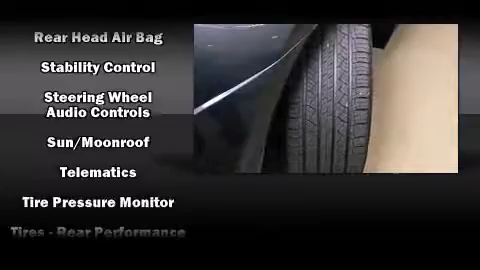 Rear Head Air Bag
Stability Control
Steering Wheel
Audio Controls
Sun/Moonroof
Telematics
Tire Pressure Monitor
Tires - Rear Performance